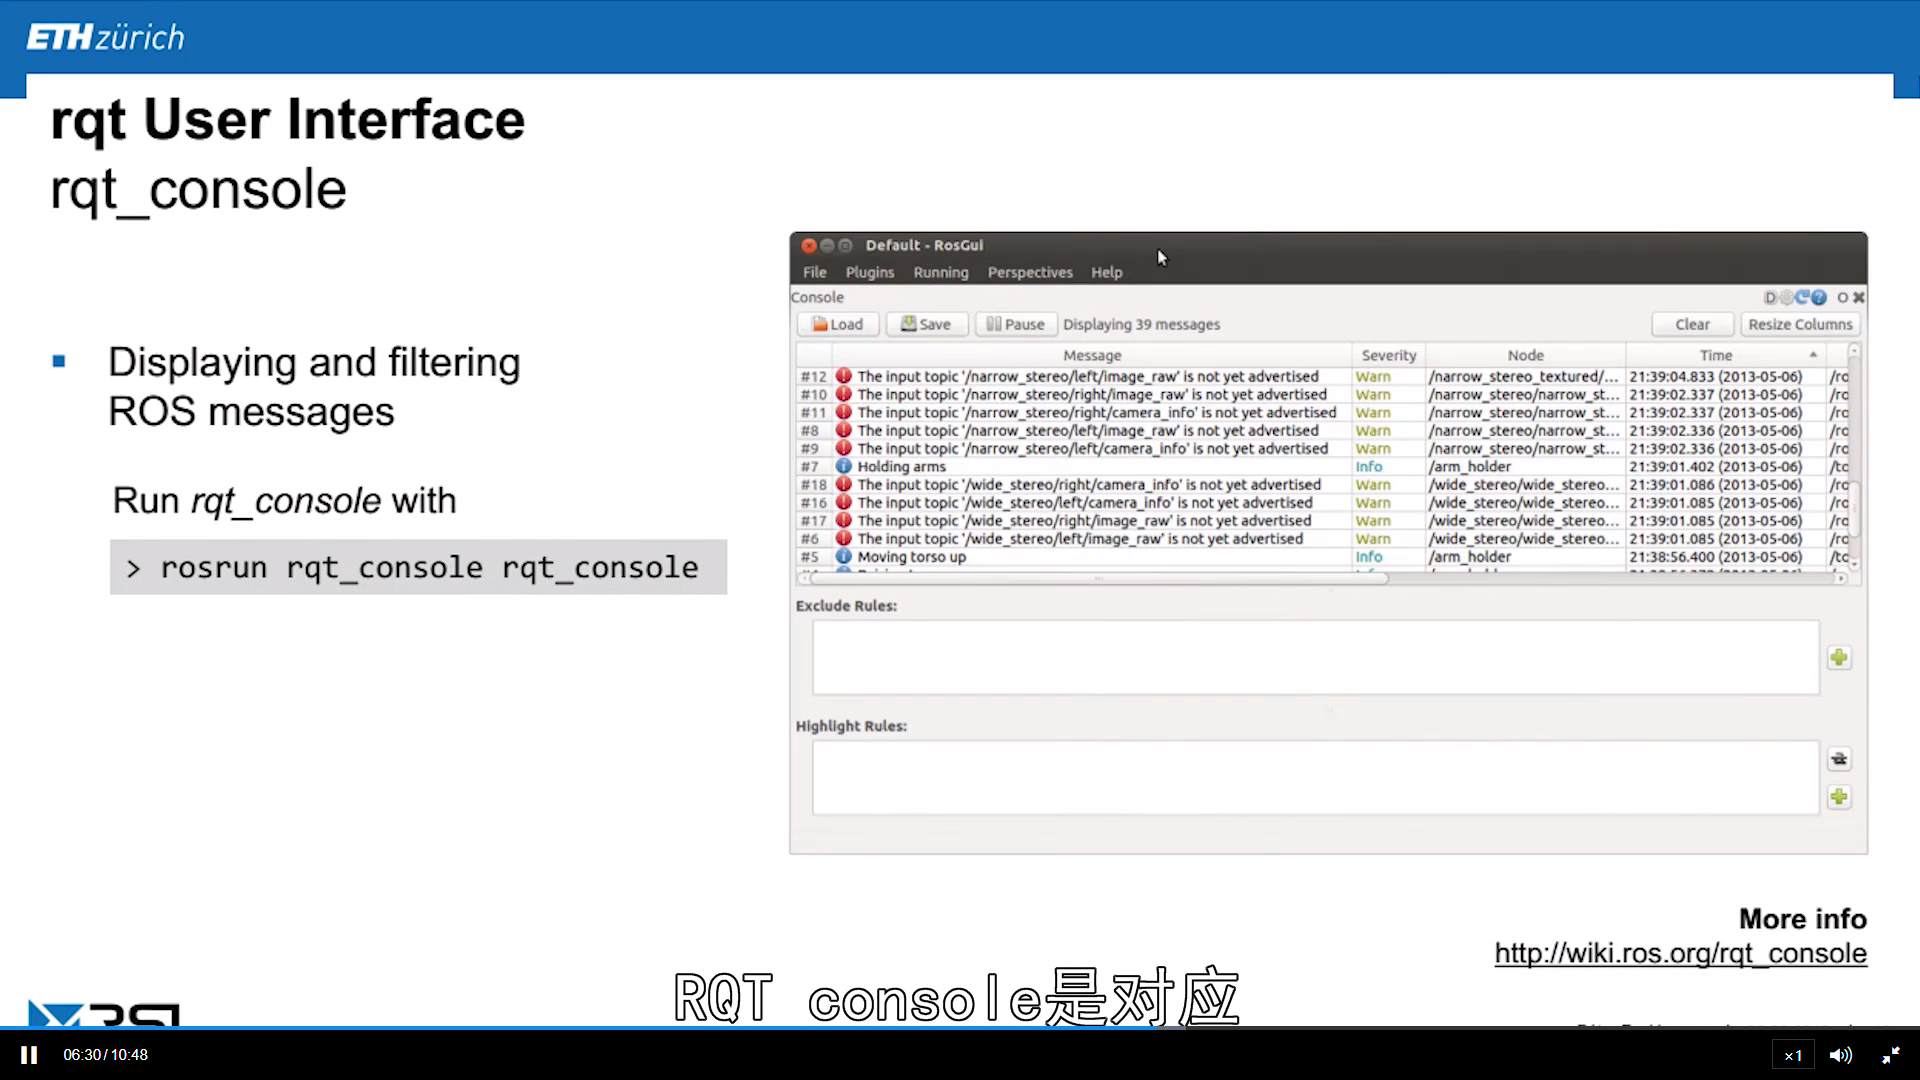 ETH zürich
rqt User Interface
rqt_console
Displaying and filtering
ROS messages
Run rqt_console with
> rosrun rqt_console rqt_console
Default - RosGui
File Plugins Running Perspectives Help
Console
D O
Load Save Pause Displaying 39 messages Clear Resize Columns
Message Severity Node Time
#12 The input topic '/narrow_stereo/left/image_raw' is not yet advertised Warn /narrow_stereo_textured/... 21:39:04.833 (2013-05-06) /ro
#10 The input topic '/narrow_stereo/right/image_raw' is not yet advertised Warn /narrow_stereo/narrow_st... 21:39:02.337 (2013-05-06) /ro
#11 The input topic '/narrow_stereo/right/camera_info' is not yet advertised Warn /narrow_stereo/narrow_st... 21:39:02.337 (2013-05-06) /ro
#8 The input topic '/narrow_stereo/left/image_raw' is not yet advertised Warn /narrow_stereo/narrow_st... 21:39:02.336 (2013-05-06) /ro
#9 The input topic '/narrow_stereo/left/camera_info' is not yet advertised Warn /narrow_stereo/narrow_st... 21:39:02.336 (2013-05-06) /ro
#7 Holding arms Info /arm_holder 21:39:01.402 (2013-05-06) /to
#18 The input topic '/wide_stereo/right/camera_info' is not yet advertised Warn /wide_stereo/wide_stereo... 21:39:01.086 (2013-05-06) /ro
#16 The input topic '/wide_stereo/left/camera_info' is not yet advertised Warn /wide_stereo/wide_stereo... 21:39:01.085 (2013-05-06) /ro
#17 The input topic '/wide_stereo/right/image_raw' is not yet advertised Warn /wide_stereo/wide_stereo... 21:39:01.085 (2013-05-06) /ro
#6 The input topic '/wide_stereo/left/image_raw' is not yet advertised Warn /wide_stereo/wide_stereo... 21:39:01.085 (2013-05-06) /ro
#5 Moving torso up Info /arm_holder 21:38:56.400 (2013-05-06) /to
Exclude Rules:
Highlight Rules:
More info
http://wiki.ros.org/rqt_console
RQT console是对应
RSL
06:30/10:48
×1